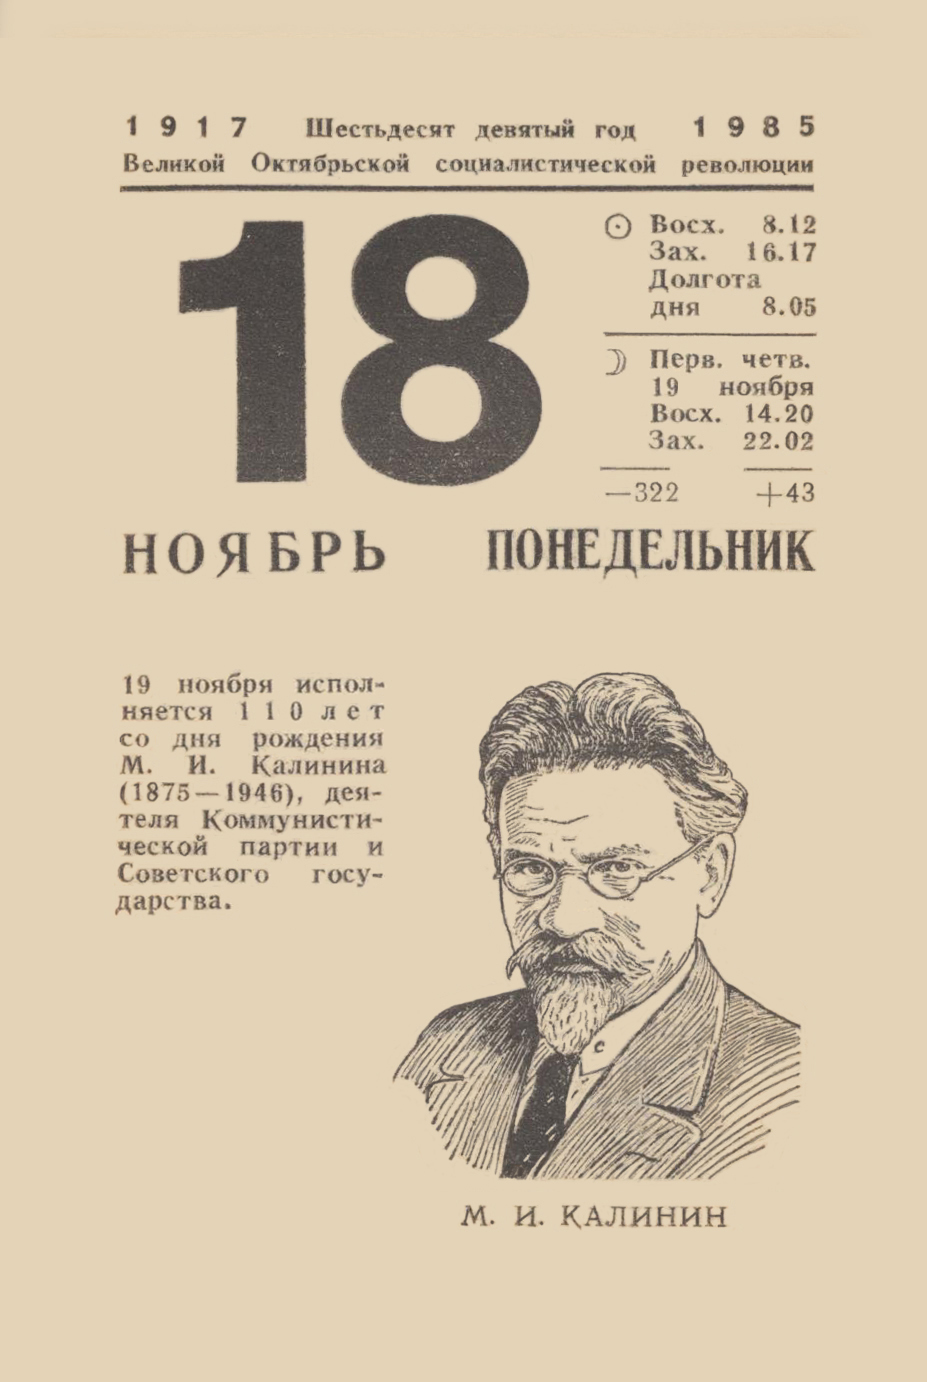 1917 Шестьдесят девятый год 1985
Великой Октябрьской социалистической революции
18
Восх. 8.12
Зах. 16.17
Долгота
дня 8.05
Перв. четв.
19 ноября
Восх. 14.20
Зах. 22.02
—322 +43
НОЯБРЬ ПОНЕДЕЛЬНИК
19 ноября испол-
няется 110 лет
со дня рождения
М. И. Калинина
(1875—1946), дея-
теля Коммунисти-
ческой партии и
Советского госу-
дарства.
М. И. КАЛИНИН